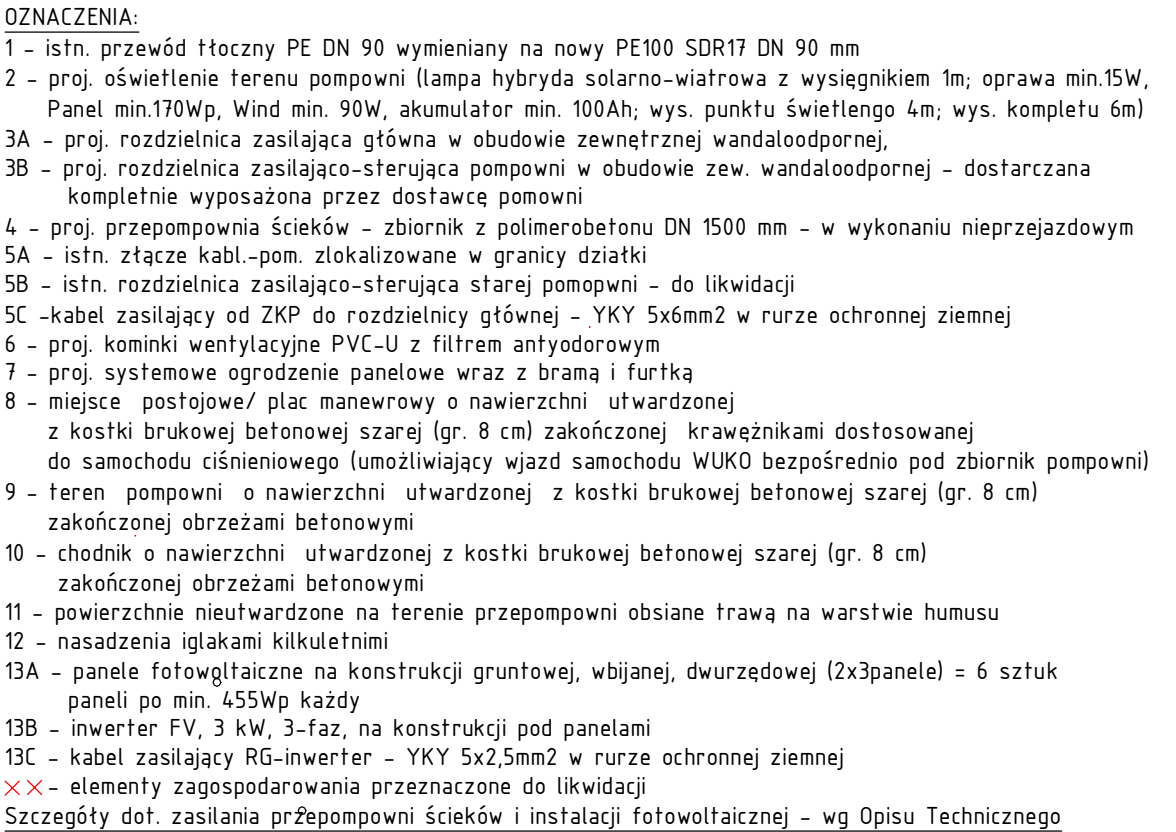 OZNACZENIA:
1 – istn. przewód tłoczny PE DN 90 wymieniany na nowy PE100 SDR17 DN 90 mm
2 – proj. oświetlenie terenu pompowni (lampa hybryda solarno-wiatrowa z wysięgnikiem 1m; oprawa min.15W,
Panel min.170Wp, Wind min. 90W, akumulator min. 100Ah; wys. punktu świetlengo 4m; wys. kompletu 6m)
3A – proj. rozdzielnica zasilająca główna w obudowie zewnętrznej wandaloodpornej,
3B – proj. rozdzielnica zasilająco-sterująca pompowni w obudowie zew. wandaloodpornej – dostarczana
kompletnie wyposażona przez dostawcę pomowni
4 – proj. przepompownia ścieków – zbiornik z polimerobetonu DN 1500 mm – w wykonaniu nieprzejazdowym
5A – istn. złącze kabl.-pom. zlokalizowane w granicy działki
5B – istn. rozdzielnica zasilająco-sterująca starej pomopwni – do likwidacji
5C –kabel zasilający od ZKP do rozdzielnicy głównej – YKY 5x6mm2 w rurze ochronnej ziemnej
6 – proj. kominki wentylacyjne PVC-U z filtrem antyodorowym
7 – proj. systemowe ogrodzenie panelowe wraz z bramą i furtką
8 – miejsce postojowe/ plac manewrowy o nawierzchni utwardzonej
z kostki brukowej betonowej szarej (gr. 8 cm) zakończonej krawężnikami dostosowanej
do samochodu ciśnieniowego (umożliwiający wjazd samochodu WUKO bezpośrednio pod zbiornik pompowni)
9 – teren pompowni o nawierzchni utwardzonej z kostki brukowej betonowej szarej (gr. 8 cm)
zakończonej obrzeżami betonowymi
10 – chodnik o nawierzchni utwardzonej z kostki brukowej betonowej szarej (gr. 8 cm)
zakończonej obrzeżami betonowymi
11 – powierzchnie nieutwardzone na terenie przepompowni obsiane trawą na warstwie humusu
12 – nasadzenia iglakami kilkuletnimi
13A – panele fotowoltaiczne na konstrukcji gruntowej, wbijanej, dwurzędowej (2x3panele) = 6 sztuk
paneli po min. 455Wp każdy
13B – inwerter FV, 3 kW, 3-faz, na konstrukcji pod panelami
13C – kabel zasilający RG-inwerter – YKY 5x2,5mm2 w rurze ochronnej ziemnej
×× – elementy zagospodarowania przeznaczone do likwidacji
Szczegóły dot. zasilania przepompowni ścieków i instalacji fotowoltaicznej – wg Opisu Technicznego